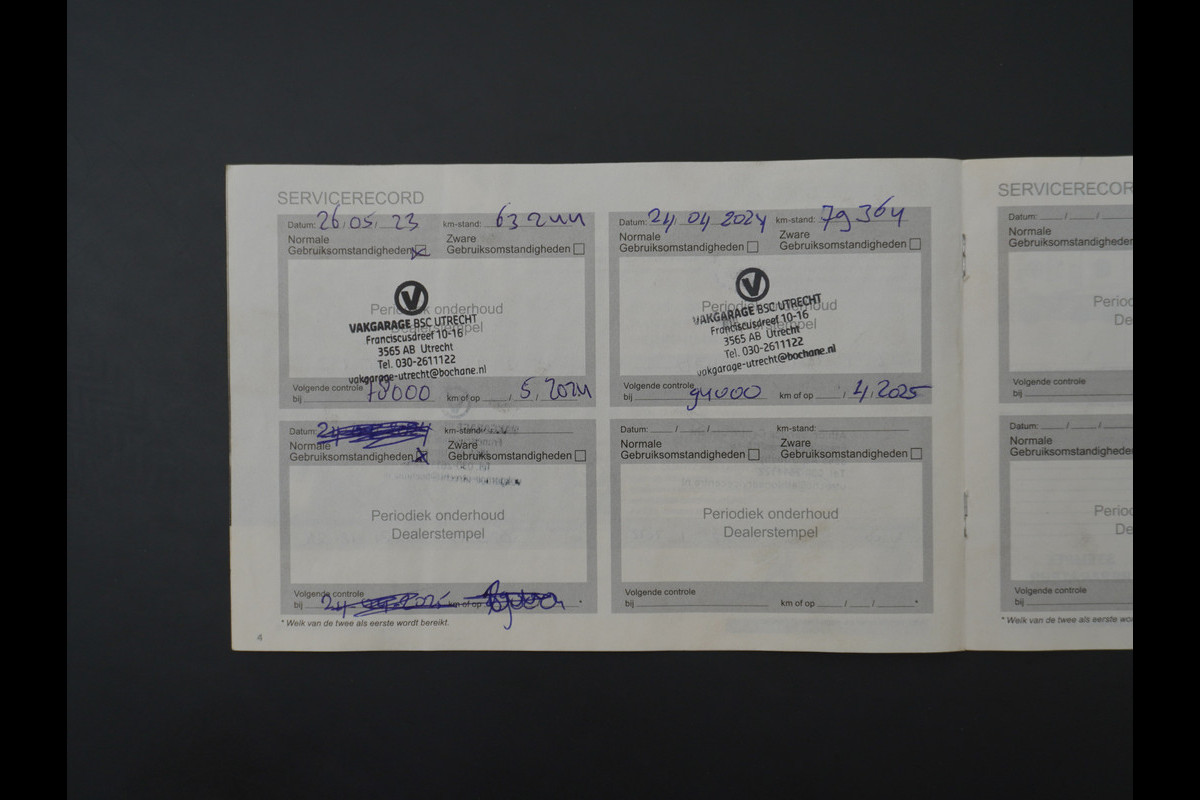 SERVICERECORD
Datum: 26.05.23 km-stand: 63244
Normale Gebruiksomstandigheden
Zware Gebruiksomstandigheden
Periodiek onderhoud
V
VAKGARAGE BSC UTRECHT
Franciscusdreef 10-16
3565 AB Utrecht
Tel. 030-2611122
vakgarage-utrecht@bochane.nl
Volgende controle
bij 78000 km of op / 5, 2024
Datum: 24.04 2024 km-stand: 79364
Normale Gebruiksomstandigheden
Zware Gebruiksomstandigheden
Periodiek onderhoud
V
VAKGARAGE BSC UTRECHT
Franciscusdreef 10-16
3565 AB Utrecht
Tel. 030-2611122
vakgarage-utrecht@bochane.nl
Volgende controle
bij 94000 km of op / 4, 2025
Datum: km-stand:
Normale Gebruiksomstandigheden
Zware Gebruiksomstandigheden
Periodiek onderhoud
Dealerstempel
Volgende controle
bij km of op
Datum: / / km-stand:
Normale Gebruiksomstandigheden
Zware Gebruiksomstandigheden
Periodiek onderhoud
Dealerstempel
Volgende controle
bij km of op / / *
* Welk van de twee als eerste wordt bereikt.
4
SERVICERECOR
Datum: / /
Normale
Gebruiksomstandigheden
Perioc
De
Volgende controle
bij
Datum: / /
Normale
Gebruiksomstandigheden
Perioc
De
Volgende controle
bij
* Welk van de twee als eerste wor